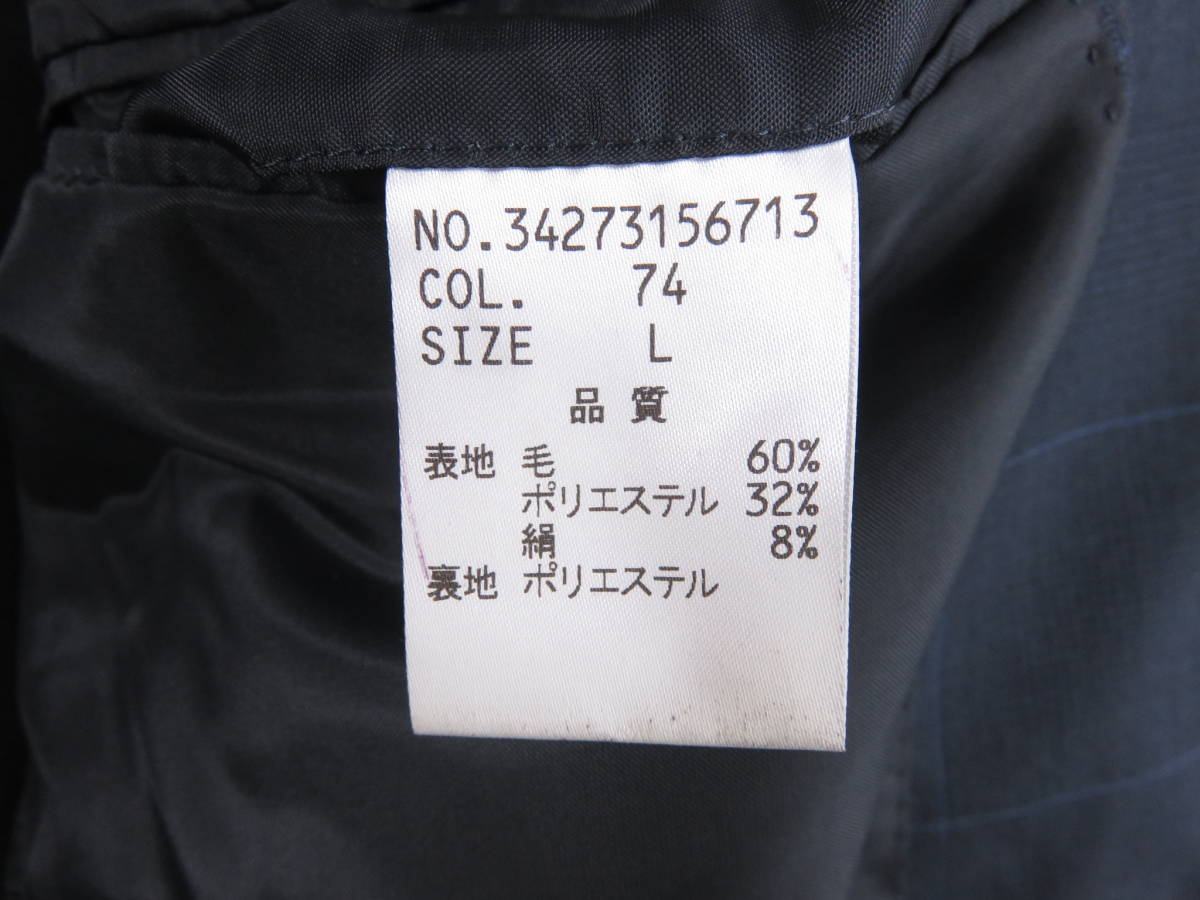 NO.34273156713
COL. 74
SIZE L
品質
表地 毛 60%
ポリエステル 32%
絹 8%
裏地 ポリエステル